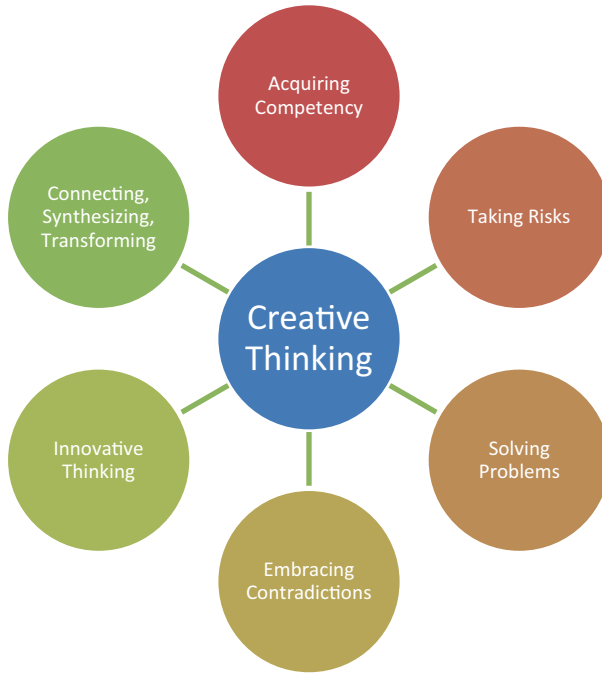 Acquiring
Competency
Taking Risks
Solving
Problems
Embracing
Contradictions
Innovative
Thinking
Connecting,
Synthesizing,
Transforming
Creative
Thinking